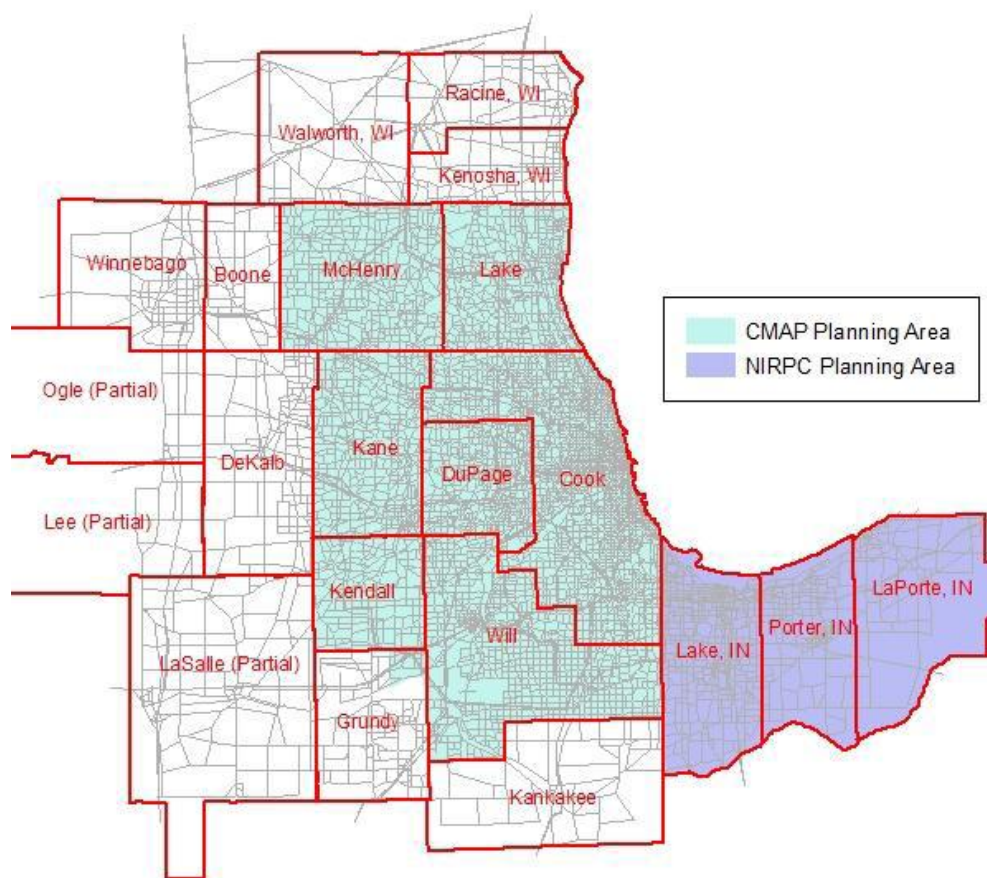 Racine, WI
Walworth, WI
Kenosha, WI
Winnebago
Boone
McHenry
Lake
CMAP Planning Area
NIRPC Planning Area
Ogle (Partial)
Kane
DeKalb
DuPage
Cook
Lee (Partial)
Kendall
LaPorte, IN
Will
Porter, IN
Lake, IN
LaSalle (Partial)
Grundy
Kankakee